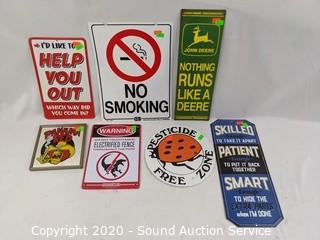 I'D LIKE TO
HELP
YOU
OUT
WHICH WAY DID
YOU COME IN?
NO
SMOKING
JOHN DEERE
NOTHING
RUNS
LIKE A
DEERE
WARNING!
ELECTRIFIED FENCE
PESTICIDE
FREE ZONE
SKILLED
TO TAKE IT APART
PATIENT
TO PUT IT BACK
TOGETHER
SMART
TO HIDE THE
WHEN I'M DONE
Copyright 2020 - Sound Auction Service